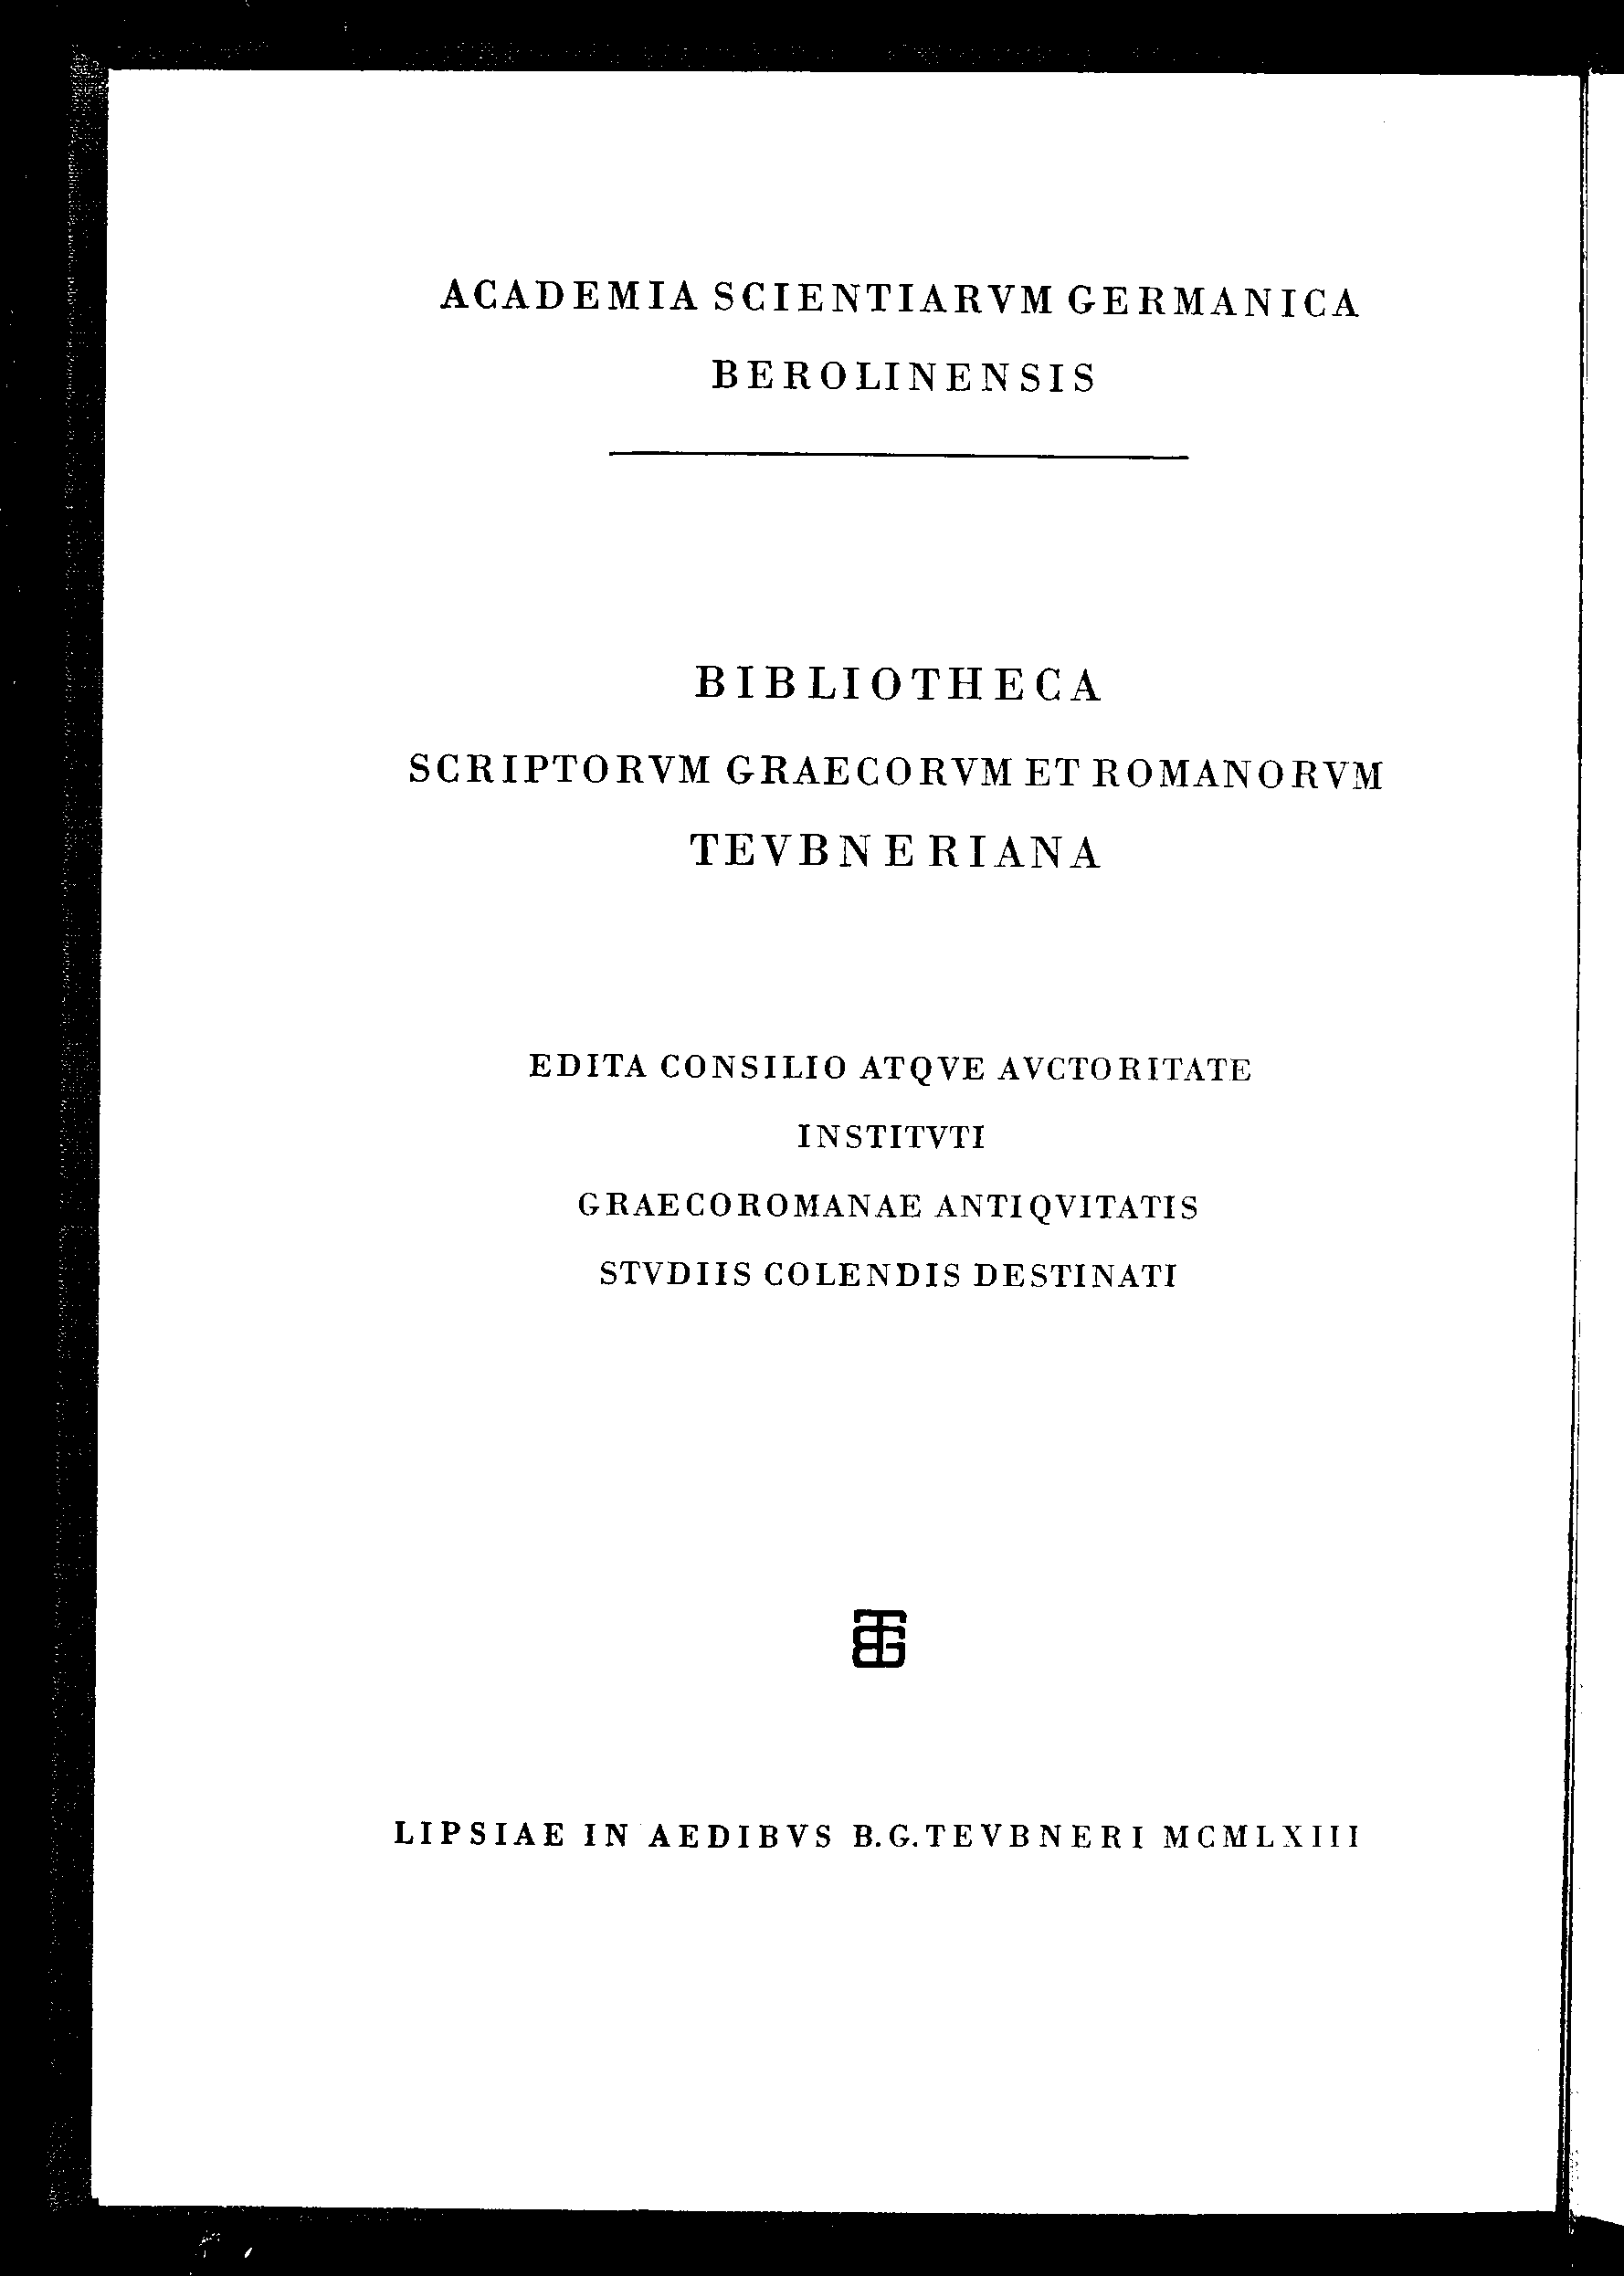 ACADEMIA SCIENTIARVM GERMANICA
BEROLINENSIS
BIBLIOTHECA
SCRIPTORVM GRAECORVM ET ROMANORVM
TEVBNERIANA
EDITA CONSILIO ATQVE AVCTORITATE
INSTITVTI
GRAECOROMANAE ANTIQVITATIS
STVDIIS COLENDIS DESTINATI
LIPSIAE IN AEDIBVS B.G.TEVBNERI MCMLXIII